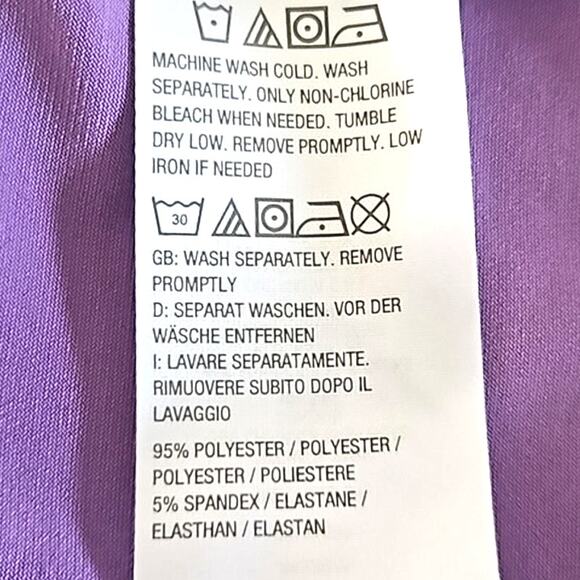 MACHINE WASH COLD. WASH
SEPARATELY. ONLY NON-CHLORINE
BLEACH WHEN NEEDED. TUMBLE
DRY LOW. REMOVE PROMPTLY. LOW
IRON IF NEEDED
30
GB: WASH SEPARATELY. REMOVE
PROMPTLY
D: SEPARAT WASCHEN. VOR DER
WÄSCHE ENTFERNEN
I: LAVARE SEPARATAMENTE.
RIMUOVERE SUBITO DOPO IL
LAVAGGIO
95% POLYESTER / POLYESTER /
POLYESTER / POLIESTERE
5% SPANDEX / ELASTANE /
ELASTHAN / ELASTAN